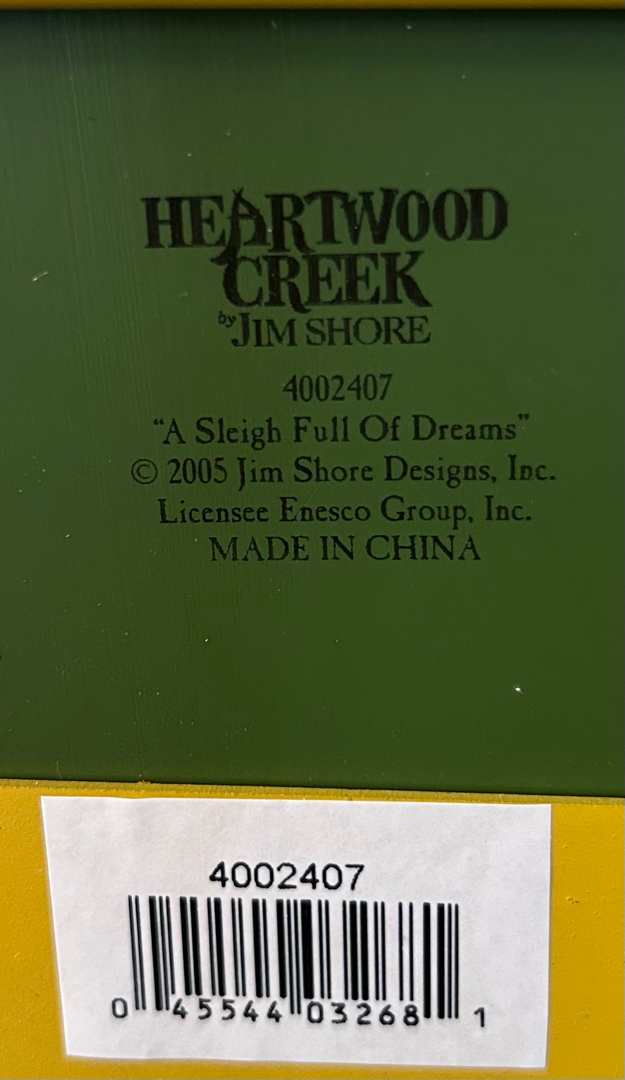 HEARTWOOD
CREEK
by JIM SHORE
4002407
“A Sleigh Full Of Dreams”
© 2005 Jim Shore Designs, Inc.
Licensee Enesco Group, Inc.
MADE IN CHINA
4002407
0 45544 03268 1